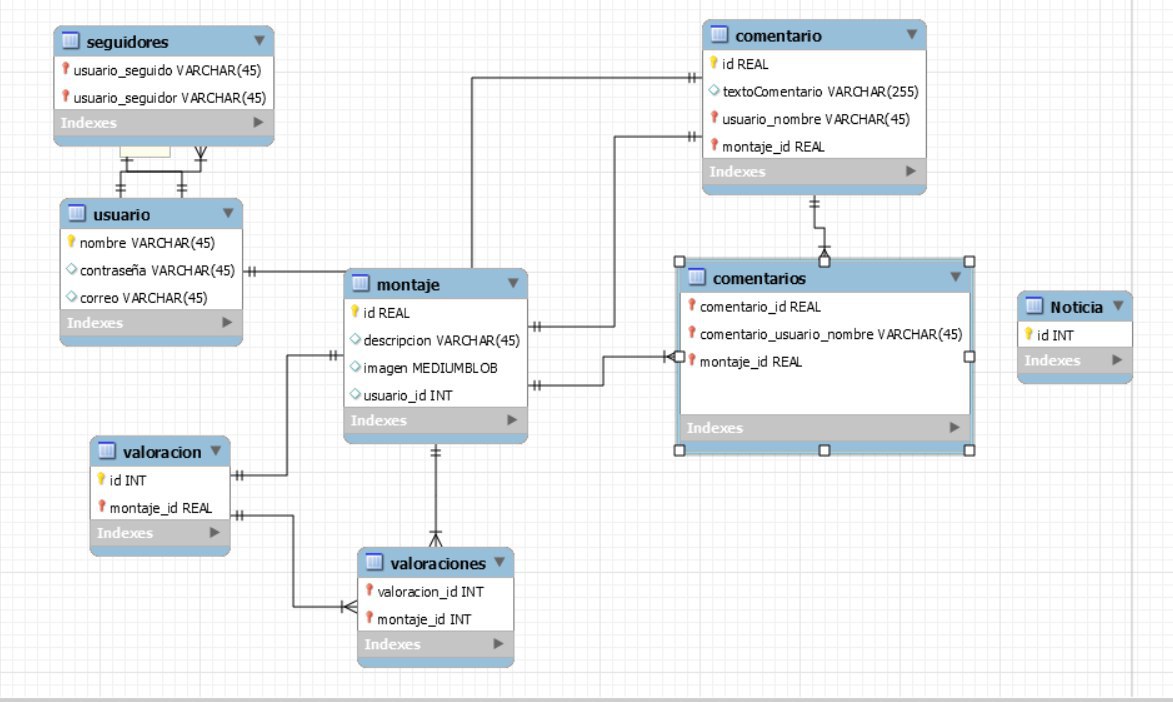 seguidores
usuario_seguido VARCHAR(45)
usuario_seguidor VARCHAR(45)
Indexes
usuario
nombre VARCHAR(45)
contraseña VARCHAR(45)
correo VARCHAR(45)
Indexes
comentario
id REAL
textoComentario VARCHAR(255)
usuario_nombre VARCHAR(45)
montaje_id REAL
Indexes
montaje
id REAL
descripcion VARCHAR(45)
imagen MEDIUMBLOB
usuario_id INT
Indexes
comentarios
comentario_id REAL
comentario_usuario_nombre VARCHAR(45)
montaje_id REAL
Indexes
Noticia
id INT
Indexes
valoracion
id INT
montaje_id REAL
Indexes
valoraciones
valoracion_id INT
montaje_id INT
Indexes